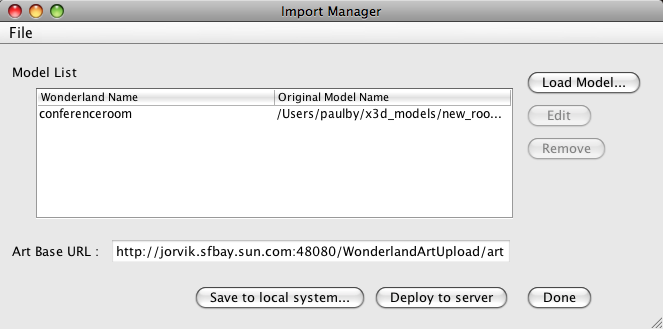 Import Manager
File
Model List
Load Model...
Wonderland Name Original Model Name
conferenceroom /Users/paulby/x3d_models/new_roo...
Edit
Remove
Art Base URL : http://jorvik.sfbay.sun.com:48080/WonderlandArtUpload/art
Save to local system... Deploy to server Done